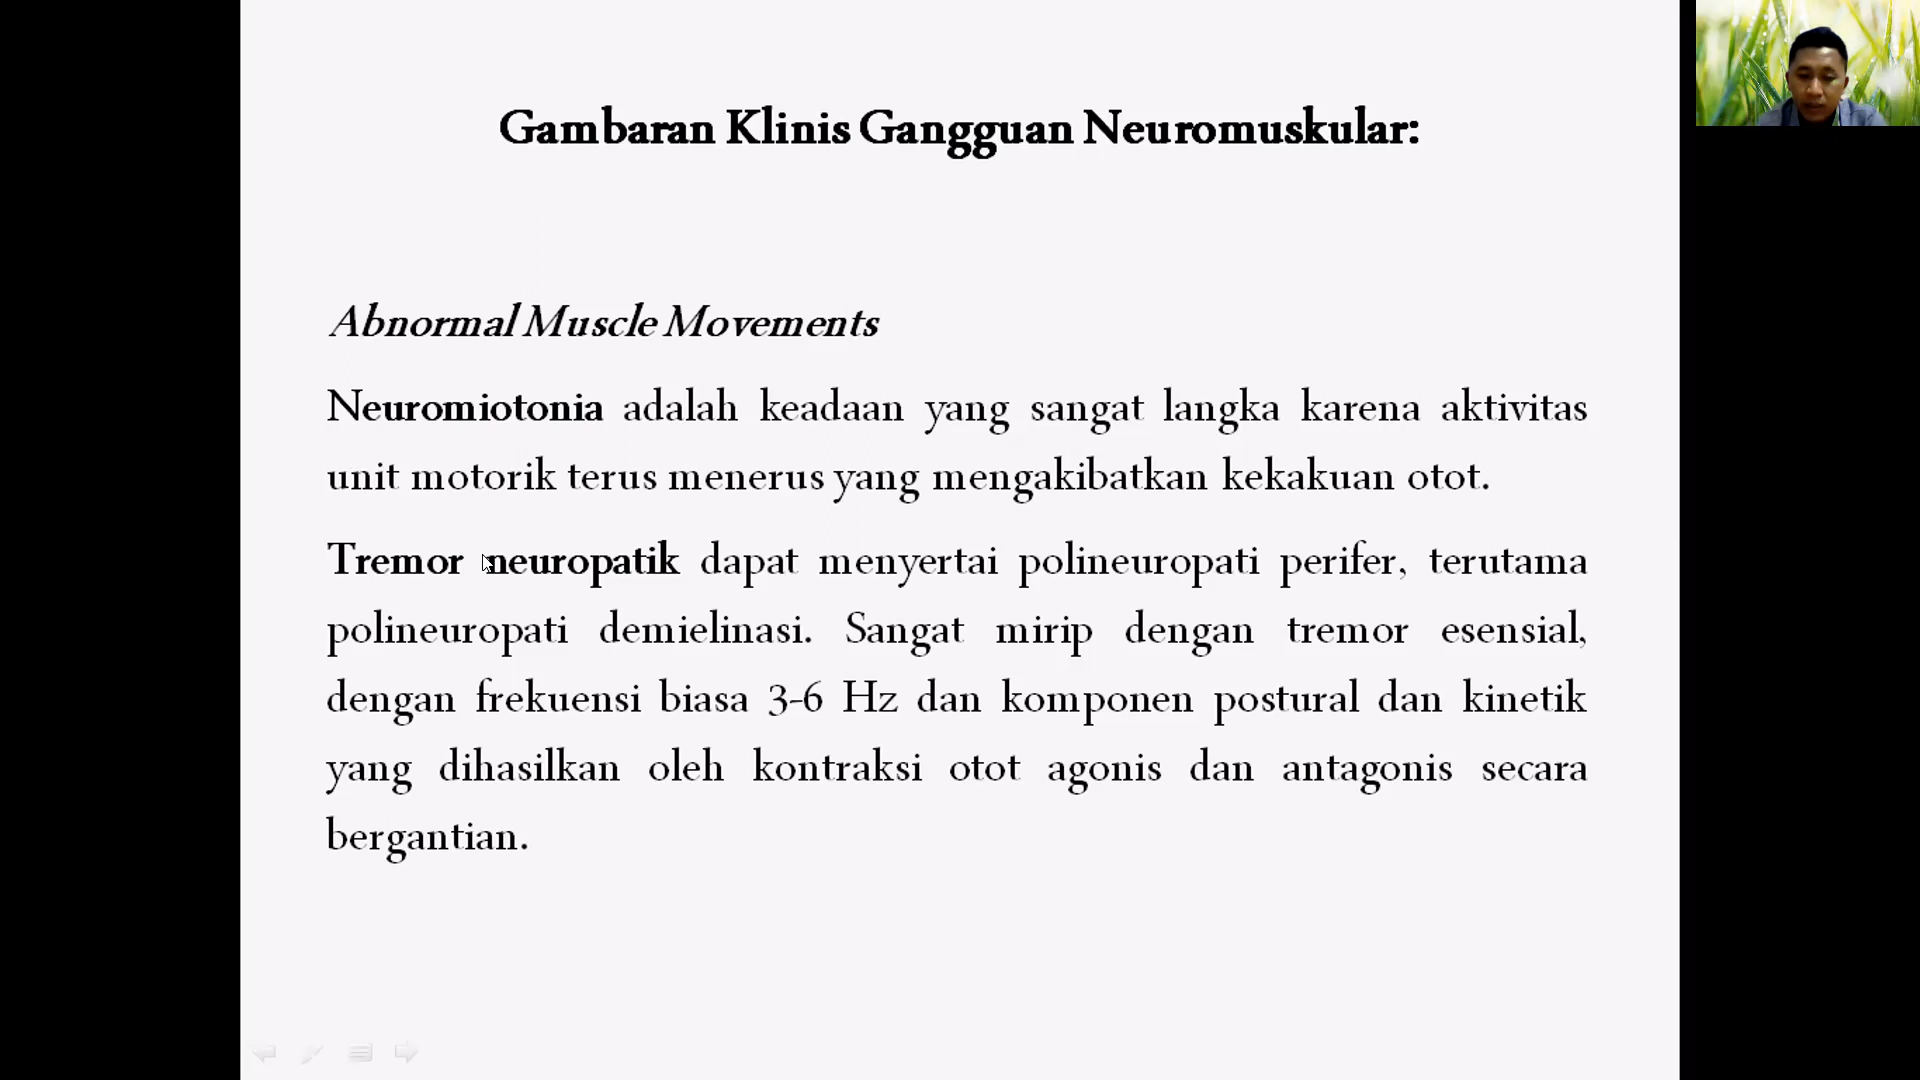 Gambaran Klinis Gangguan Neuromuskular:
Abnormal Muscle Movements
Neuromiotonia adalah keadaan yang sangat langka karena aktivitas
unit motorik terus menerus yang mengakibatkan kekakuan otot.
Tremor neuropatik dapat menyertai polineuropati perifer, terutama
polineuropati demielinasi. Sangat mirip dengan tremor esensial,
dengan frekuensi biasa 3-6 Hz dan komponen postural dan kinetik
yang dihasilkan oleh kontraksi otot agonis dan antagonis secara
bergantian.